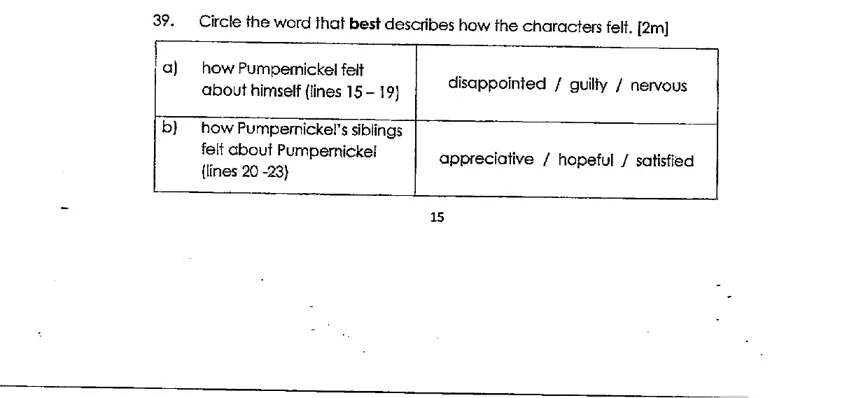 39. Circle the word that best describes how the characters felt. [2m]
a) how Pumpernickel felt
about himself (lines 15 – 19)
disappointed / guilty / nervous
b) how Pumpernickel's siblings
felt about Pumpernickel
(lines 20 -23)
appreciative / hopeful / satisfied
15